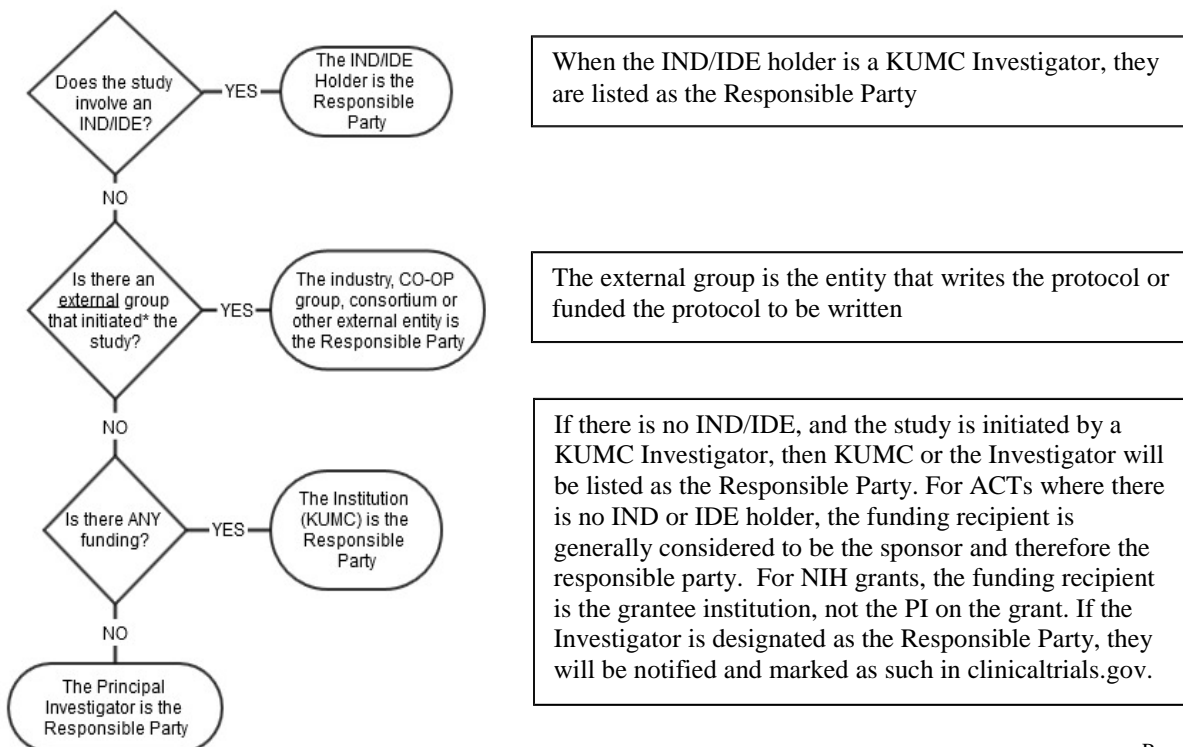 Does the study
involve an
IND/IDE?
YES
The IND/IDE
Holder is the
Responsible
Party
When the IND/IDE holder is a KUMC Investigator, they
are listed as the Responsible Party
NO
Is there an
external group
that initiated* the
study?
YES
The industry, CO-OP
group, consortium or
other external entity is
the Responsible Party
The external group is the entity that writes the protocol or
funded the protocol to be written
NO
Is there ANY
funding?
YES
The Institution
(KUMC) is the
Responsible
Party
If there is no IND/IDE, and the study is initiated by a
KUMC Investigator, then KUMC or the Investigator will
be listed as the Responsible Party. For ACTs where there
is no IND or IDE holder, the funding recipient is
generally considered to be the sponsor and therefore the
responsible party.  For NIH grants, the funding recipient
is the grantee institution, not the PI on the grant. If the
Investigator is designated as the Responsible Party, they
will be notified and marked as such in clinicaltrials.gov.
NO
The Principal
Investigator is the
Responsible Party